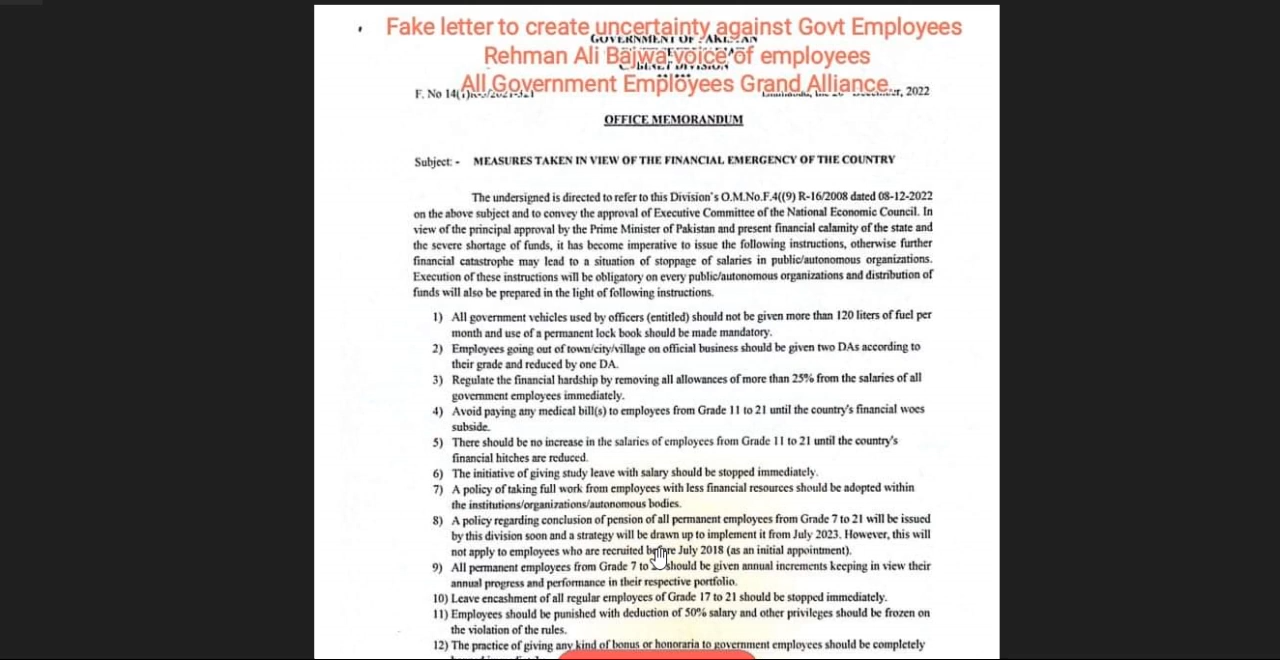 Fake letter to create uncertainty against Govt Employees
GOVERNMENT OF PAKISTAN
Rehman Ali Bajwa voice of employees
DIVISION
All Government Employees Grand Alliance
F. No 2022
OFFICE MEMORANDUM
Subject: - MEASURES TAKEN IN VIEW OF THE FINANCIAL EMERGENCY OF THE COUNTRY
The undersigned is directed to refer to this Division's O.M.No.F.4((9) R-16/2008 dated 08-12-2022
on the above subject and to convey the approval of Executive Committee of the National Economic Council. In
view of the principal approval by the Prime Minister of Pakistan and present financial calamity of the state and
the severe shortage of funds, it has become imperative to issue the following instructions, otherwise further
financial catastrophe may lead to a situation of stoppage of salaries in public/autonomous organizations.
Execution of these instructions will be obligatory on every public/autonomous organizations and distribution of
funds will also be prepared in the light of following instructions.
1) All government vehicles used by officers (entitled) should not be given more than 120 liters of fuel per
month and use of a permanent lock book should be made mandatory.
2) Employees going out of town/city/village on official business should be given two DAs according to
their grade and reduced by one DA.
3) Regulate the financial hardship by removing all allowances of more than 25% from the salaries of all
government employees immediately.
4) Avoid paying any medical bill(s) to employees from Grade 11 to 21 until the country's financial woes
subside.
5) There should be no increase in the salaries of employees from Grade 11 to 21 until the country's
financial hitches are reduced.
6) The initiative of giving study leave with salary should be stopped immediately.
7) A policy of taking full work from employees with less financial resources should be adopted within
the institutions/organizations/autonomous bodies.
8) A policy regarding conclusion of pension of all permanent employees from Grade 7 to 21 will be issued
by this division soon and a strategy will be drawn up to implement it from July 2023. However, this will
not apply to employees who are recruited before July 2018 (as an initial appointment).
9) All permanent employees from Grade 7 to should be given annual increments keeping in view their
annual progress and performance in their respective portfolio.
10) Leave encashment of all regular employees of Grade 17 to 21 should be stopped immediately.
11) Employees should be punished with deduction of 50% salary and other privileges should be frozen on
the violation of the rules.
12) The practice of giving any kind of bonus or honoraria to government employees should be completely